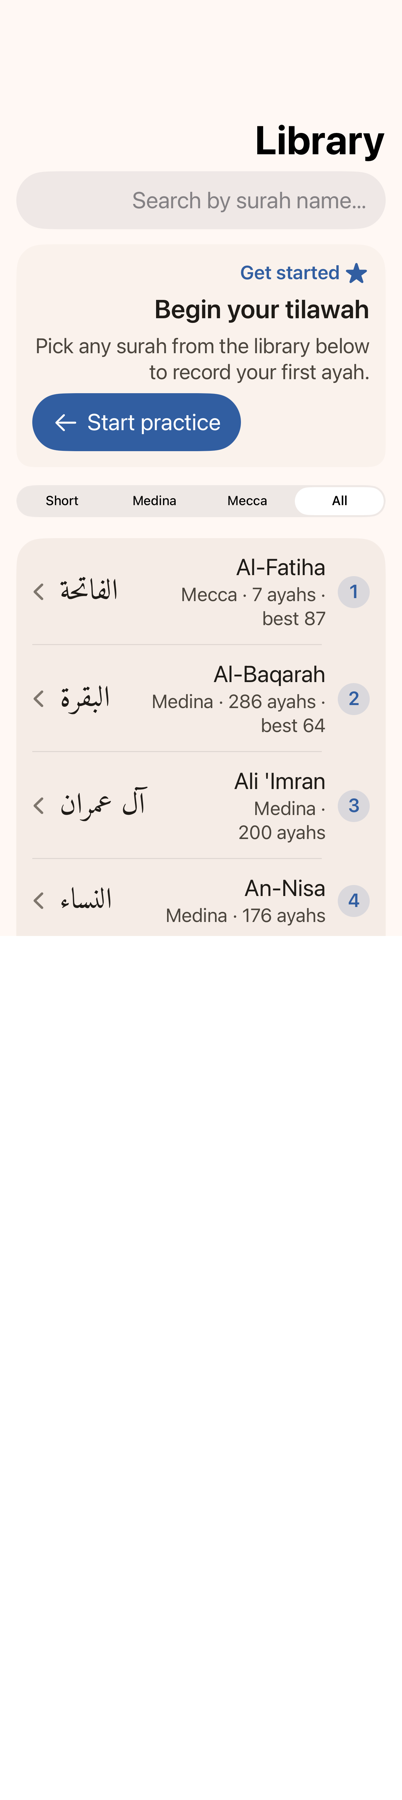 Library
Search by surah name...
Get started
Begin your tilawah
Pick any surah from the library below
to record your first ayah.
Start practice
All
Mecca
Medina
Short
1
Al-Fatiha
Mecca · 7 ayahs ·
best 87
الفاتحة
2
Al-Baqarah
Medina · 286 ayahs ·
best 64
البقرة
3
Ali 'Imran
Medina ·
200 ayahs
آل عمران
4
An-Nisa
Medina · 176 ayahs
النساء